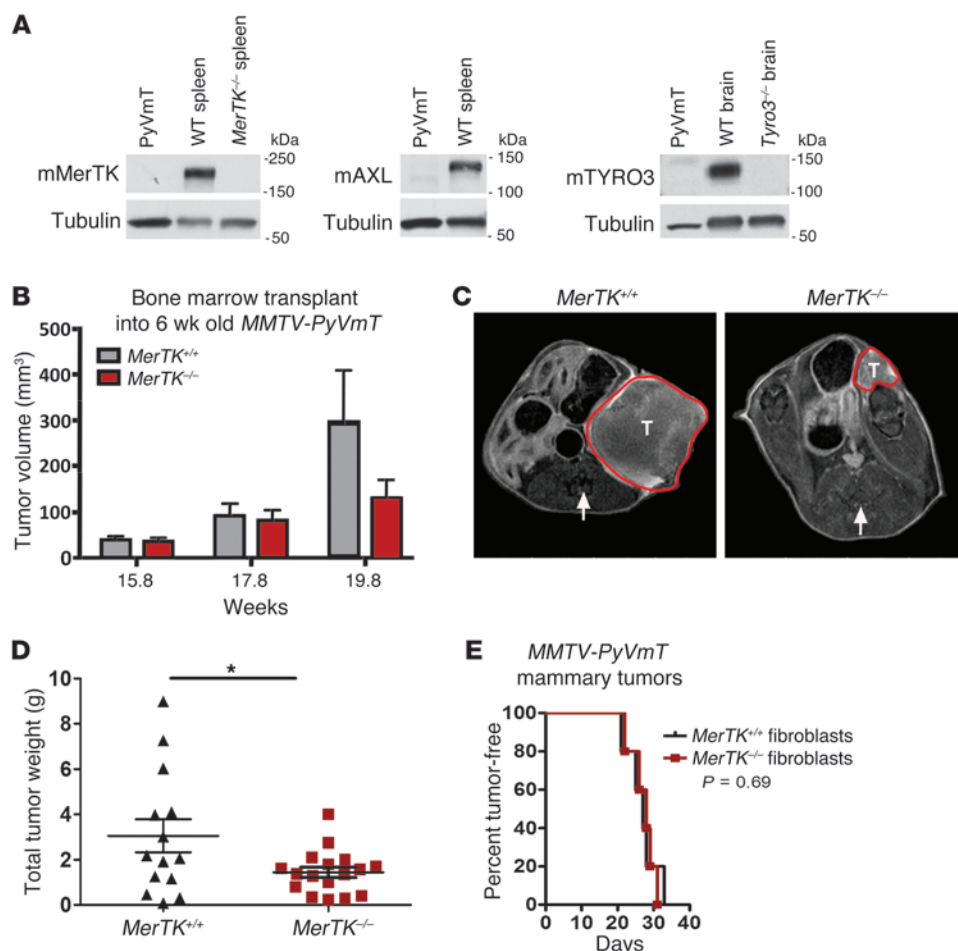 A
PyVmT
WT spleen
MerTK–/– spleen
kDa
mMerTK
-250
-150
Tubulin
-50
PyVmT
WT spleen
kDa
mAXL
-150
-100
Tubulin
-50
PyVmT
WT brain
Tyro3–/– brain
kDa
mTYRO3
-150
-100
Tubulin
-50
B
Bone marrow transplant
into 6 wk old MMTV-PyVmT
MerTK+/+
MerTK–/–
Tumor volume (mm³)
500
400
300
200
100
0
15.8 17.8 19.8
Weeks
C
MerTK+/+
T
MerTK–/–
T
D
*
Total tumor weight (g)
10
8
6
4
2
0
MerTK+/+ MerTK–/–
E
MMTV-PyVmT
mammary tumors
Percent tumor-free
100
80
60
40
20
0
MerTK+/+ fibroblasts
MerTK–/– fibroblasts
P = 0.69
0 10 20 30 40
Days